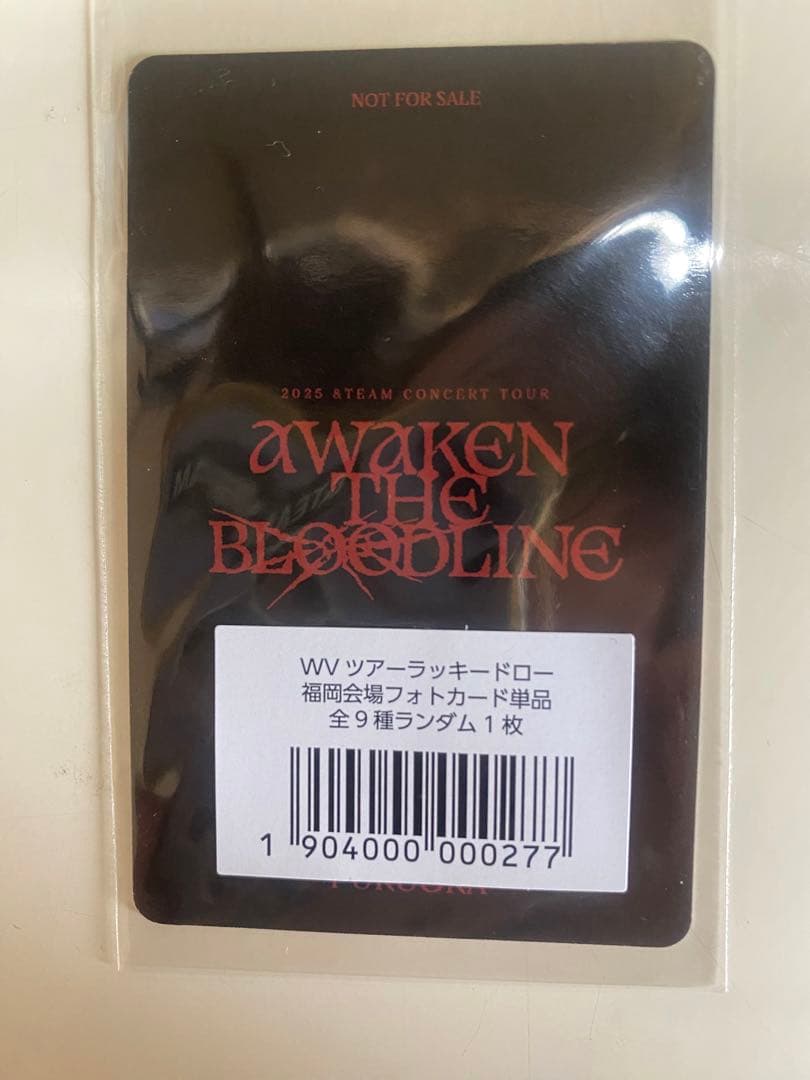 NOT FOR SALE
2025 &TEAM CONCERT TOUR
AWAKEN
THE
BLOODLINE
WVツアーラッキードロー
福岡会場フォトカード単品
全9種ランダム1枚
1 904000 000277